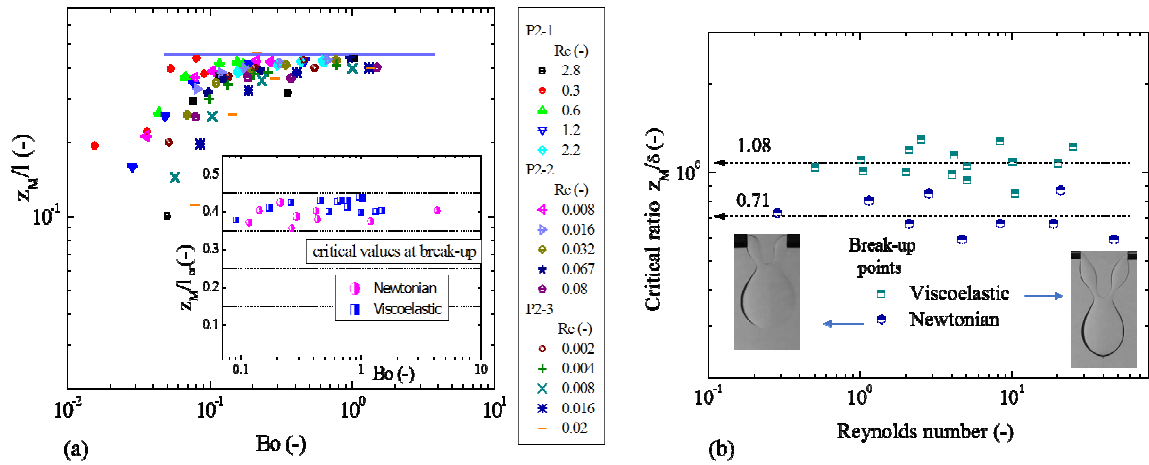 (a)
z_M/l (-)
10^-1
10^-2
10^-1
10^0
10^1
Bo (-)
0.5
0.4
0.3
0.2
0.1
z_M/l_cr (-)
critical values at break-up
Newtonian
Viscoelastic
0.1
1
10
Bo (-)
P2-1
Re (-)
2.8
0.3
0.6
1.2
2.2
P2-2
Re (-)
0.008
0.016
0.032
0.067
0.08
P2-3
Re (-)
0.002
0.004
0.008
0.016
0.02
(b)
Critical ratio z_M/δ (-)
10^0
1.08
0.71
Break-up
points
Viscoelastic
Newtonian
10^-1
10^0
10^1
Reynolds number (-)